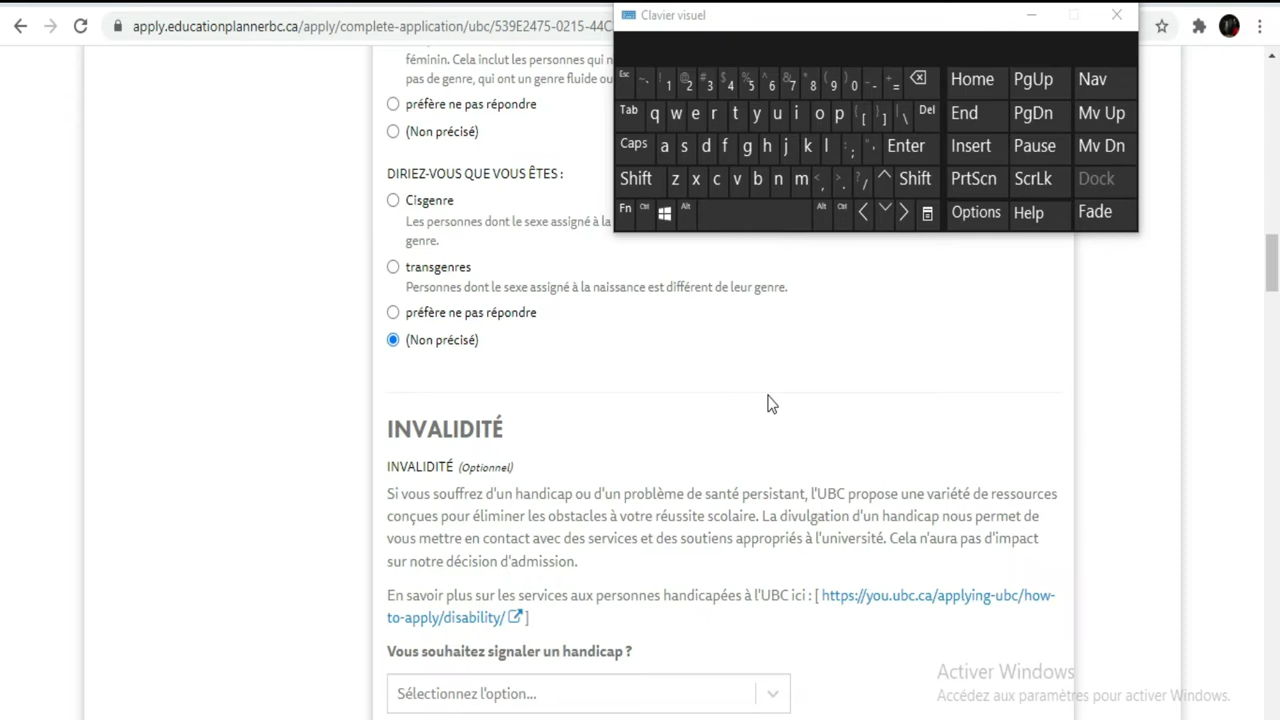 apply.educationplannerbc.ca/apply/complete-application/ubc/539E2475-0215-44C
Clavier visuel
Esc ~ ` ! 1 @ 2 # 3 $ 4 % 5 ^ 6 & 7 * 8 ( 9 ) 0 _ - + = Home PgUp Nav
Tab q w e r t y u i o p { [ } ] | \ Del End PgDn Mv Up
Caps a s d f g h j k l : ; " ' Enter Insert Pause Mv Dn
Shift z x c v b n m < , > . ? / Shift PrtScn ScrLk Dock
Fn Ctrl Alt Alt Ctrl Options Help Fade
féminin. Cela inclut les personnes qui n
pas de genre, qui ont un genre fluide ou
préfère ne pas répondre
(Non précisé)
DIRIEZ-VOUS QUE VOUS ÊTES :
Cisgenre
Les personnes dont le sexe assigné à la
genre.
transgenres
Personnes dont le sexe assigné à la naissance est différent de leur genre.
préfère ne pas répondre
(Non précisé)
INVALIDITÉ
INVALIDITÉ (Optionnel)
Si vous souffrez d'un handicap ou d'un problème de santé persistant, l'UBC propose une variété de ressources
conçues pour éliminer les obstacles à votre réussite scolaire. La divulgation d'un handicap nous permet de
vous mettre en contact avec des services et des soutiens appropriés à l'université. Cela n'aura pas d'impact
sur notre décision d'admission.
En savoir plus sur les services aux personnes handicapées à l'UBC ici : [ https://you.ubc.ca/applying-ubc/how-
to-apply/disability/ ]
Vous souhaitez signaler un handicap ?
Sélectionnez l'option...
Activer Windows
Accédez aux paramètres pour activer Windows.